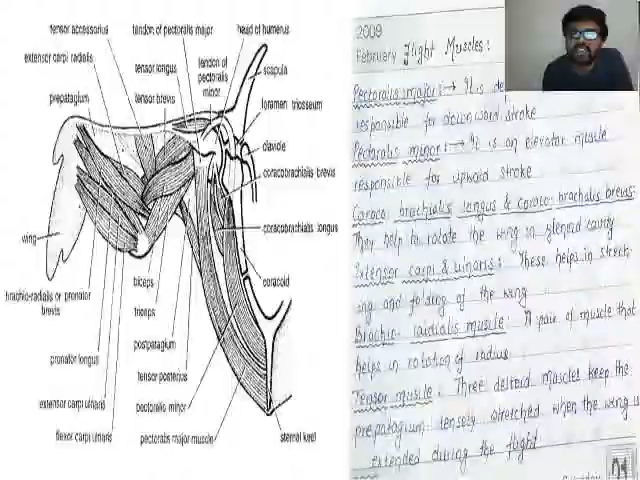 tensor accessorius
tendon of pectoralis major
head of humerus
extensor carpi radialis
tensor longus
tendon of
pectoralis
minor
scapula
prepatagium
tensor brevis
foramen triosseum
clavicle
coracobrachialis brevis
coracobrachialis longus
wing
coracoid
biceps
brachio-radialis or pronator
brevis
triceps
postpatagium
pronator longus
tensor posterius
extensor carpi ulnaris
pectoralis minor
flexor carpi ulnaris
pectoralis major muscle
sternal keel
2009
February Flight Muscles:
Pectoralis major:→ It is de
responsible for downward stroke
Pectoralis minor:→ It is an elevator muscle
responsible for upward stroke
Coraco brachialis longus & coraco-brachialis brevis
They help to rotate the wing in glenoid cavity
Extensor carpi & ulnaris: These helps in stretch
ing and folding of the wing
Brachio- radialis muscle: A pair of muscle that
helps in rotation of radius
Tensor muscle: Three deltoid muscles keep the
prepatagium tensely stretched when the wing is
extended during the flight